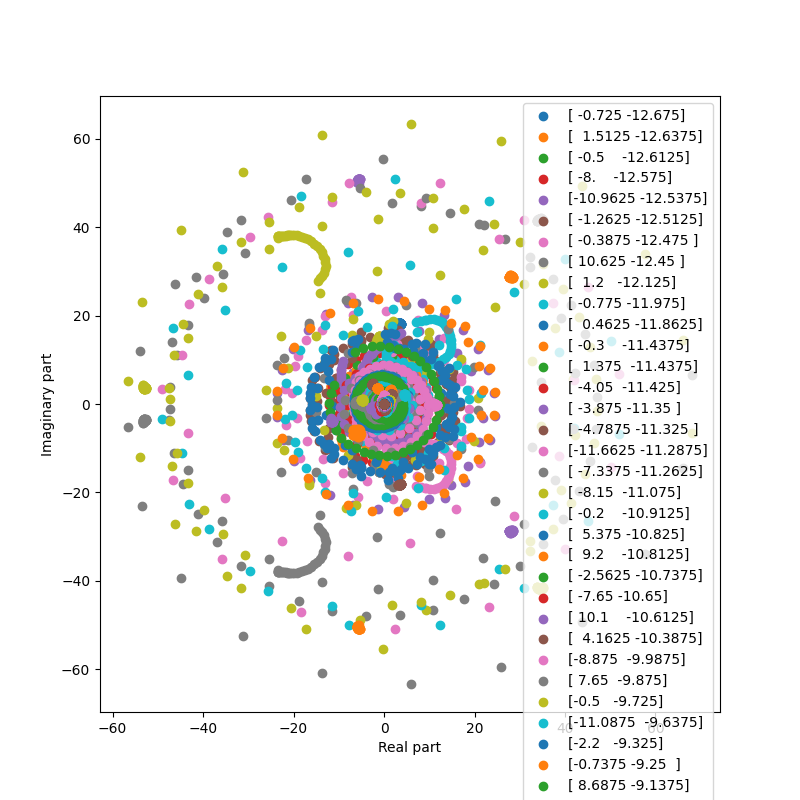 60
40
20
0
−20
−40
−60
−60
−40
−20
0
20
40
60
Real part
Imaginary part
[ -0.725 -12.675]
[  1.5125 -12.6375]
[ -0.5    -12.6125]
[ -8.    -12.575]
[-10.9625 -12.5375]
[ -1.2625 -12.5125]
[ -0.3875 -12.475 ]
[ 10.625 -12.45 ]
[  1.2   -12.125]
[ -0.775 -11.975]
[  0.4625 -11.8625]
[ -0.3    -11.4375]
[  1.375  -11.4375]
[ -4.05  -11.425]
[ -3.875 -11.35 ]
[ -4.7875 -11.325 ]
[-11.6625 -11.2875]
[ -7.3375 -11.2625]
[ -8.15  -11.075]
[ -0.2    -10.9125]
[  5.375 -10.825]
[  9.2    -10.8125]
[ -2.5625 -10.7375]
[ -7.65 -10.65]
[ 10.1    -10.6125]
[  4.1625 -10.3875]
[-8.875  -9.9875]
[ 7.65  -9.875]
[-0.5   -9.725]
[-11.0875  -9.6375]
[-2.2   -9.325]
[-0.7375 -9.25  ]
[ 8.6875 -9.1375]